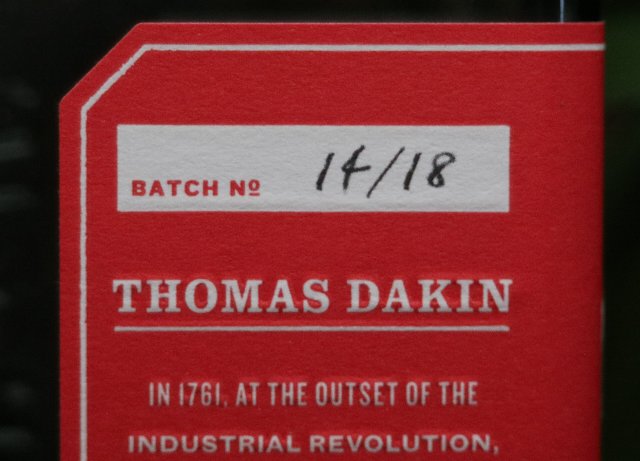 BATCH Nº 14/18
THOMAS DAKIN
IN 1761, AT THE OUTSET OF THE
INDUSTRIAL REVOLUTION,